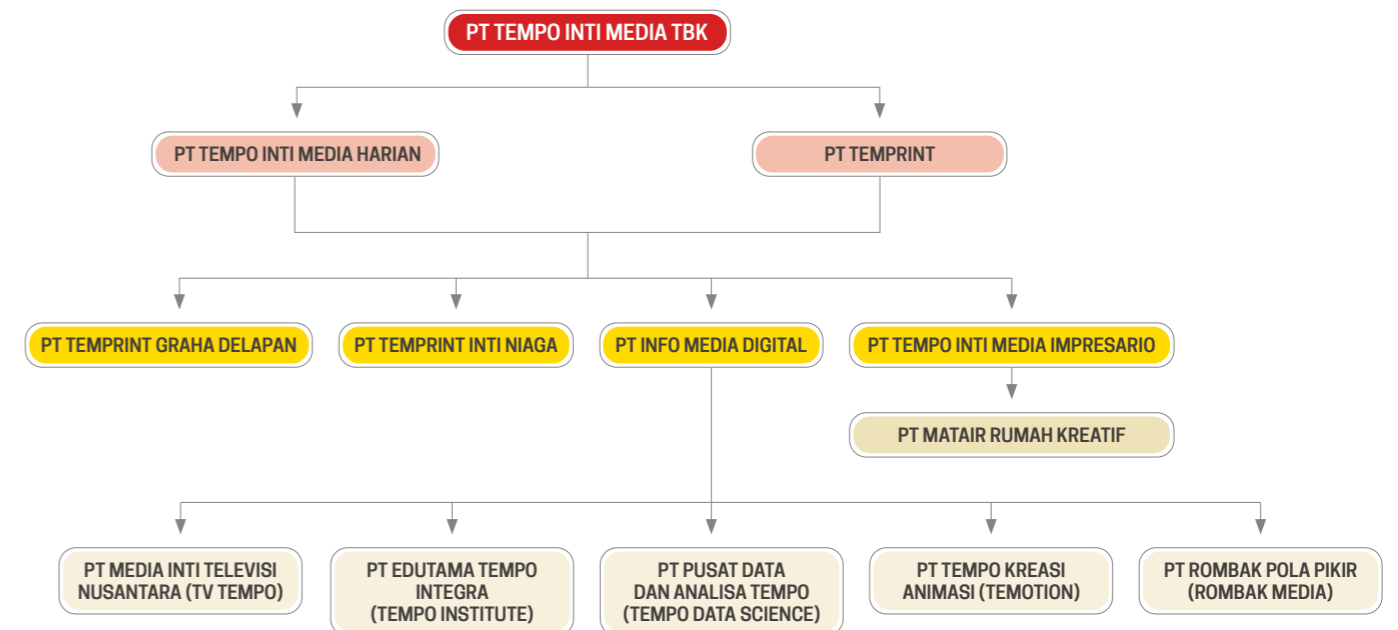 PT TEMPO INTI MEDIA TBK
PT TEMPO INTI MEDIA HARIAN
PT TEMPRINT
PT TEMPRINT GRAHA DELAPAN
PT TEMPRINT INTI NIAGA
PT INFO MEDIA DIGITAL
PT TEMPO INTI MEDIA IMPRESARIO
PT MATAIR RUMAH KREATIF
PT MEDIA INTI TELEVISI
NUSANTARA (TV TEMPO)
PT EDUTAMA TEMPO
INTEGRA
(TEMPO INSTITUTE)
PT PUSAT DATA
DAN ANALISA TEMPO
(TEMPO DATA SCIENCE)
PT TEMPO KREASI
ANIMASI (TEMOTION)
PT ROMBAK POLA PIKIR
(ROMBAK MEDIA)